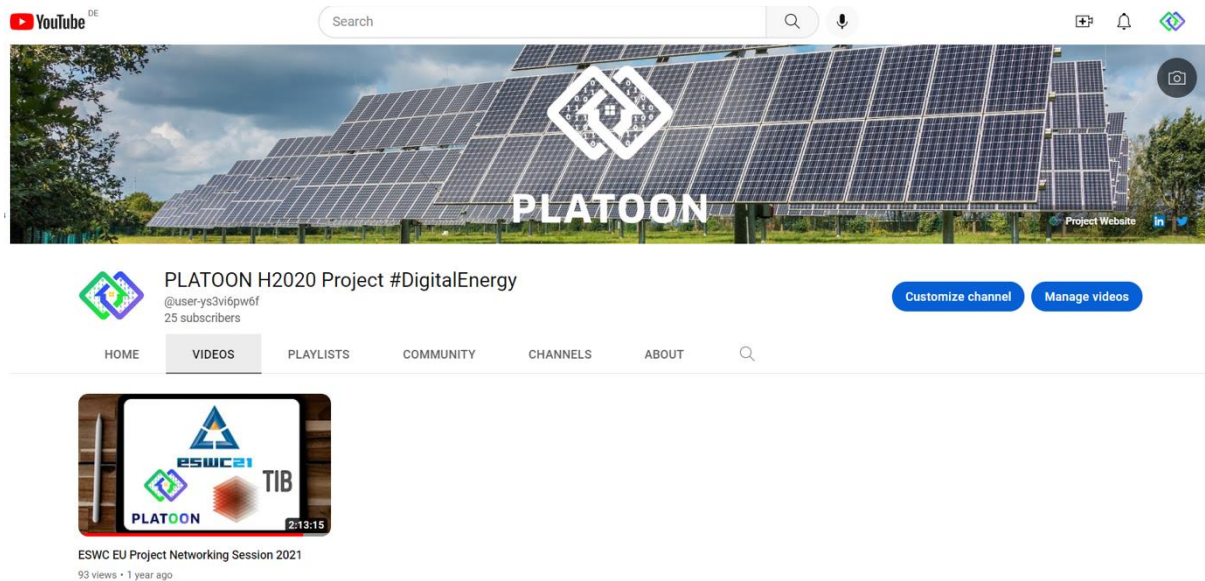 YouTube DE
Search
PLATOON
Project Website
in
PLATOON H2020 Project #DigitalEnergy
@user-ys3vi6pw6f
25 subscribers
Customize channel
Manage videos
HOME VIDEOS PLAYLISTS COMMUNITY CHANNELS ABOUT
ESWC21
TIB
PLATOON
2:13:15
ESWC EU Project Networking Session 2021
93 views • 1 year ago